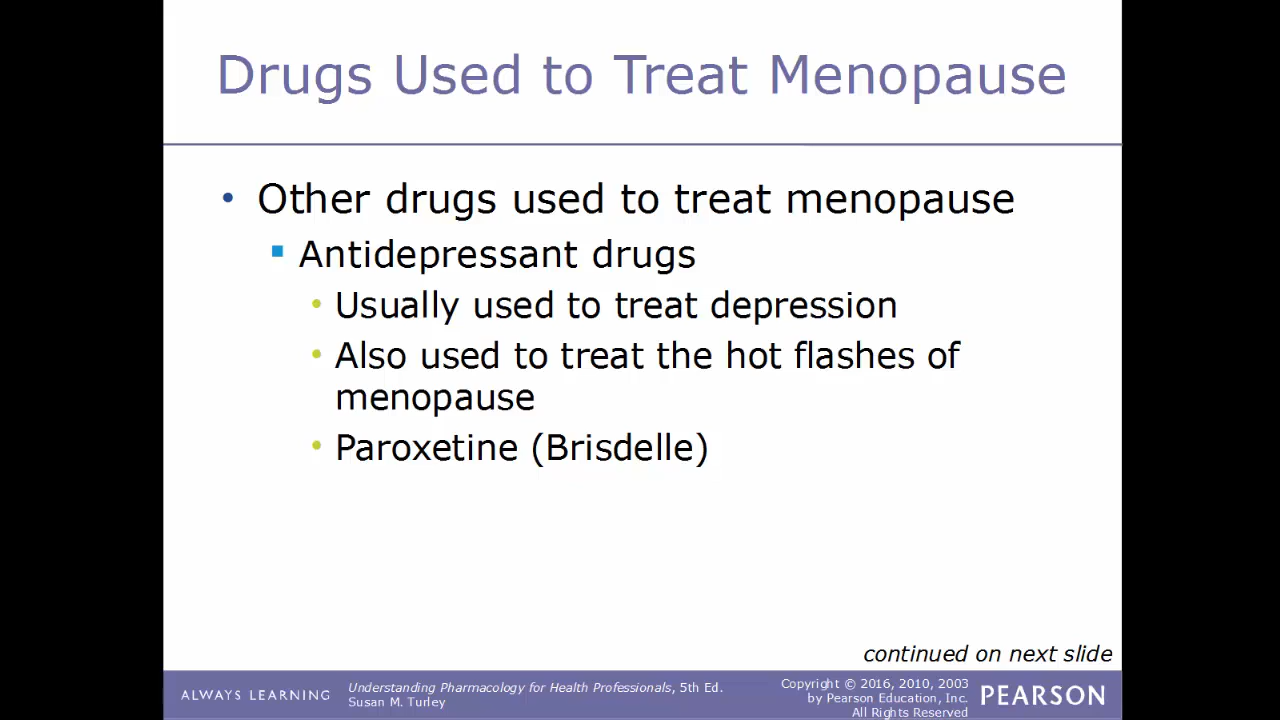 Drugs Used to Treat Menopause
• Other drugs used to treat menopause
▪ Antidepressant drugs
• Usually used to treat depression
• Also used to treat the hot flashes of
menopause
• Paroxetine (Brisdelle)
continued on next slide
ALWAYS LEARNING
Understanding Pharmacology for Health Professionals, 5th Ed.
Susan M. Turley
Copyright © 2016, 2010, 2003
by Pearson Education, Inc.
All Rights Reserved
PEARSON